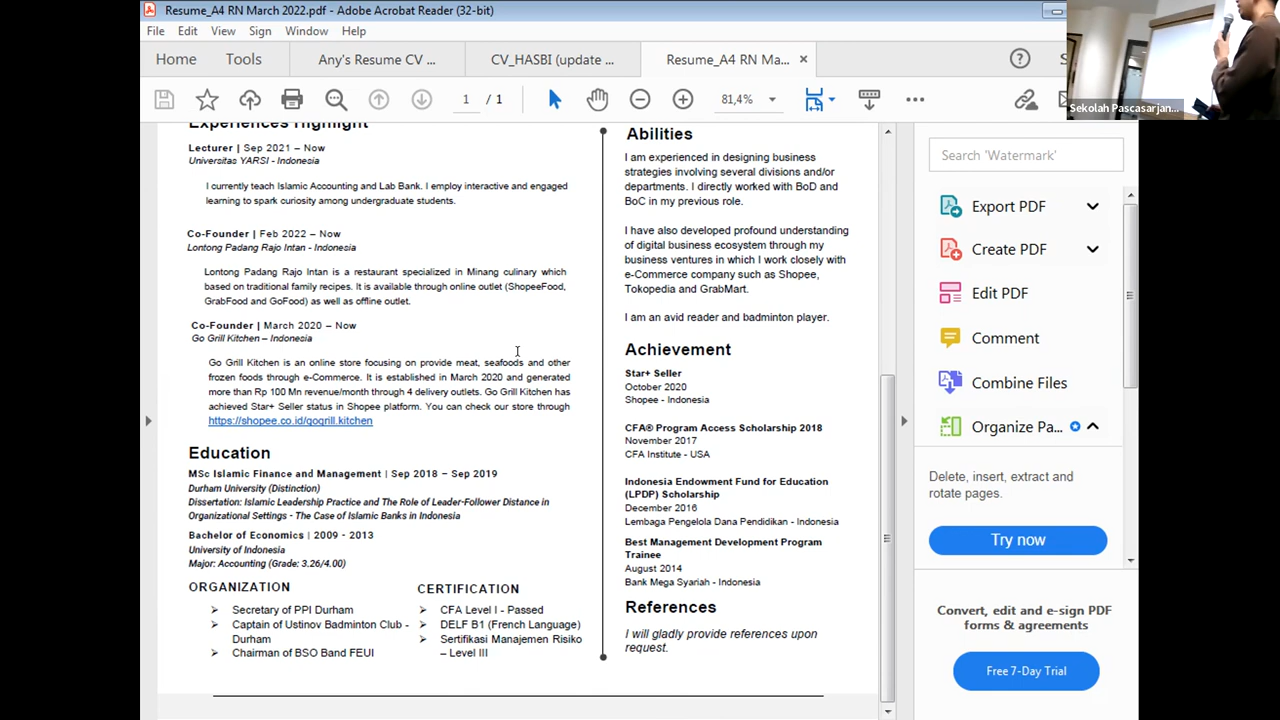 Resume_A4 RN March 2022.pdf - Adobe Acrobat Reader (32-bit)
File Edit View Sign Window Help
Home Tools Any's Resume CV ... CV_HASBI (update ... Resume_A4 RN Ma... ×
1 / 1 81,4%
Sekolah Pascasarjan...
Experiences Highlight
Lecturer | Sep 2021 – Now
Universitas YARSI - Indonesia
I currently teach Islamic Accounting and Lab Bank. I employ interactive and engaged
learning to spark curiosity among undergraduate students.
Co-Founder | Feb 2022 – Now
Lontong Padang Rajo Intan - Indonesia
Lontong Padang Rajo Intan is a restaurant specialized in Minang culinary which
based on traditional family recipes. It is available through online outlet (ShopeeFood,
GrabFood and GoFood) as well as offline outlet.
Co-Founder | March 2020 – Now
Go Grill Kitchen – Indonesia
Go Grill Kitchen is an online store focusing on provide meat, seafoods and other
frozen foods through e-Commerce. It is established in March 2020 and generated
more than Rp 100 Mn revenue/month through 4 delivery outlets. Go Grill Kitchen has
achieved Star+ Seller status in Shopee platform. You can check our store through
https://shopee.co.id/gogrill.kitchen
Education
MSc Islamic Finance and Management | Sep 2018 – Sep 2019
Durham University (Distinction)
Dissertation: Islamic Leadership Practice and The Role of Leader-Follower Distance in
Organizational Settings - The Case of Islamic Banks in Indonesia
Bachelor of Economics | 2009 - 2013
University of Indonesia
Major: Accounting (Grade: 3.26/4.00)
ORGANIZATION
Secretary of PPI Durham
Captain of Ustinov Badminton Club -
Durham
Chairman of BSO Band FEUI
CERTIFICATION
CFA Level I - Passed
DELF B1 (French Language)
Sertifikasi Manajemen Risiko
– Level III
Abilities
I am experienced in designing business
strategies involving several divisions and/or
departments. I directly worked with BoD and
BoC in my previous role.
I have also developed profound understanding
of digital business ecosystem through my
business ventures in which I work closely with
e-Commerce company such as Shopee,
Tokopedia and GrabMart.
I am an avid reader and badminton player.
Achievement
Star+ Seller
October 2020
Shopee - Indonesia
CFA® Program Access Scholarship 2018
November 2017
CFA Institute - USA
Indonesia Endowment Fund for Education
(LPDP) Scholarship
December 2016
Lembaga Pengelola Dana Pendidikan - Indonesia
Best Management Development Program
Trainee
August 2014
Bank Mega Syariah - Indonesia
References
I will gladly provide references upon
request.
Search 'Watermark'
Export PDF
Create PDF
Edit PDF
Comment
Combine Files
Organize Pa...
Delete, insert, extract and
rotate pages.
Try now
Convert, edit and e-sign PDF
forms & agreements
Free 7-Day Trial